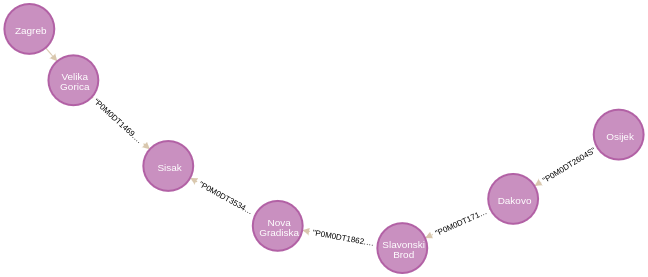 Zagreb
Velika
Gorica
"P0M0DT1469...
Sisak
"P0M0DT3534...
Nova
Gradiska
"P0M0DT1862...
Slavonski
Brod
"P0M0DT171...
Dakovo
"P0M0DT2604S"
Osijek